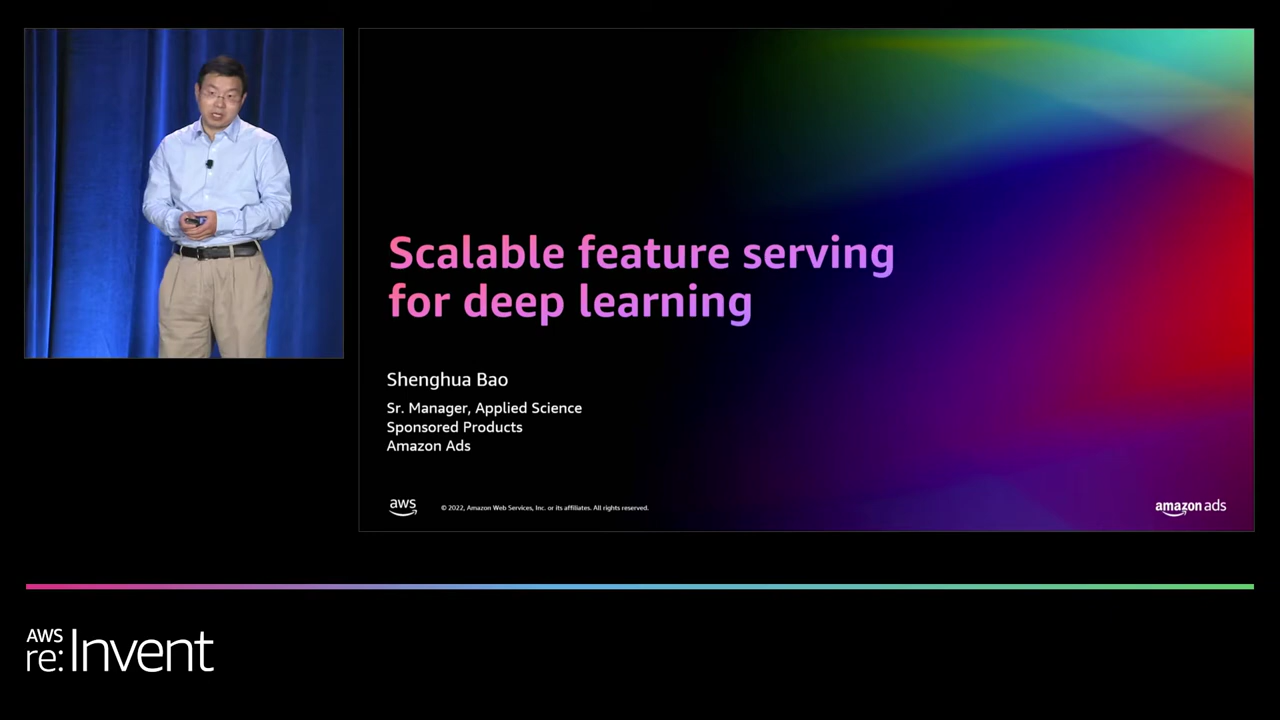 Scalable feature serving
for deep learning
Shenghua Bao
Sr. Manager, Applied Science
Sponsored Products
Amazon Ads
aws
© 2022, Amazon Web Services, Inc. or its affiliates. All rights reserved.
amazon ads
AWS
re:Invent